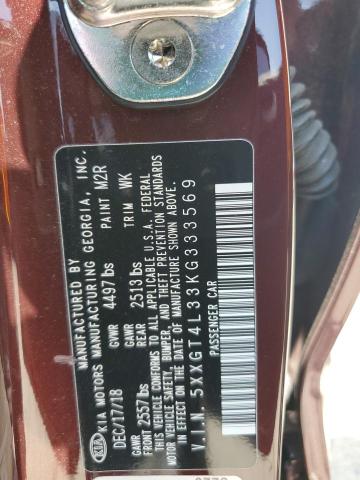 KIA
MANUFACTURED BY
KIA MOTORS MANUFACTURING GEORGIA, INC.
DEC/17/18 GVWR 4497 lbs PAINT M2R
GAWR FRONT 2557 lbs GAWR REAR 2513 lbs TRIM WK
THIS VEHICLE CONFORMS TO ALL APPLICABLE U.S.A. FEDERAL
MOTOR VEHICLE SAFETY, BUMPER, AND THEFT PREVENTION STANDARDS
IN EFFECT ON THE DATE OF MANUFACTURE SHOWN ABOVE.
V.I.N. 5XXGT4L33KG333569
PASSENGER CAR